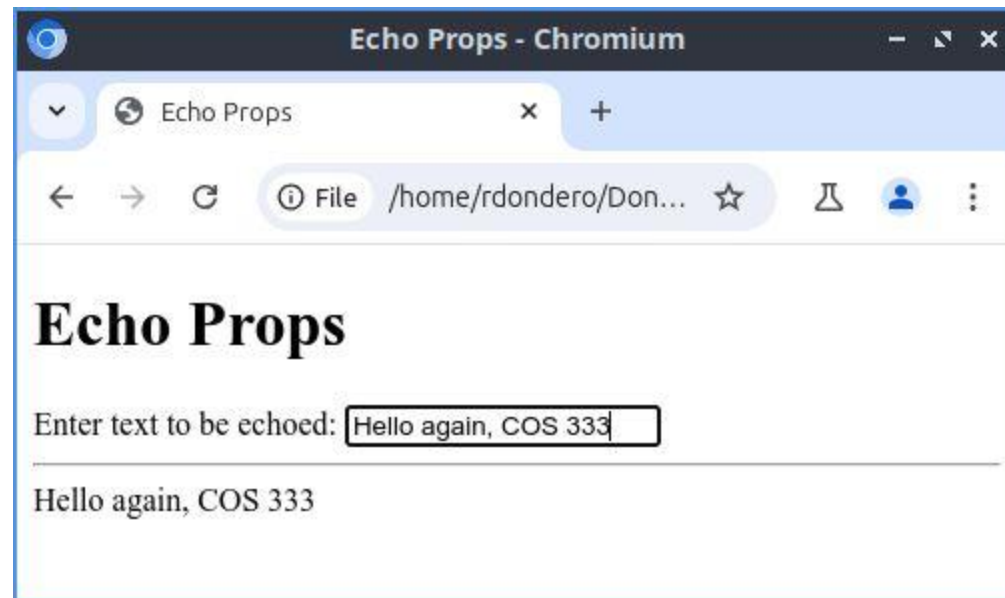 Echo Props - Chromium
Echo Props
File /home/rdondero/Don...
Echo Props
Enter text to be echoed: Hello again, COS 333
Hello again, COS 333